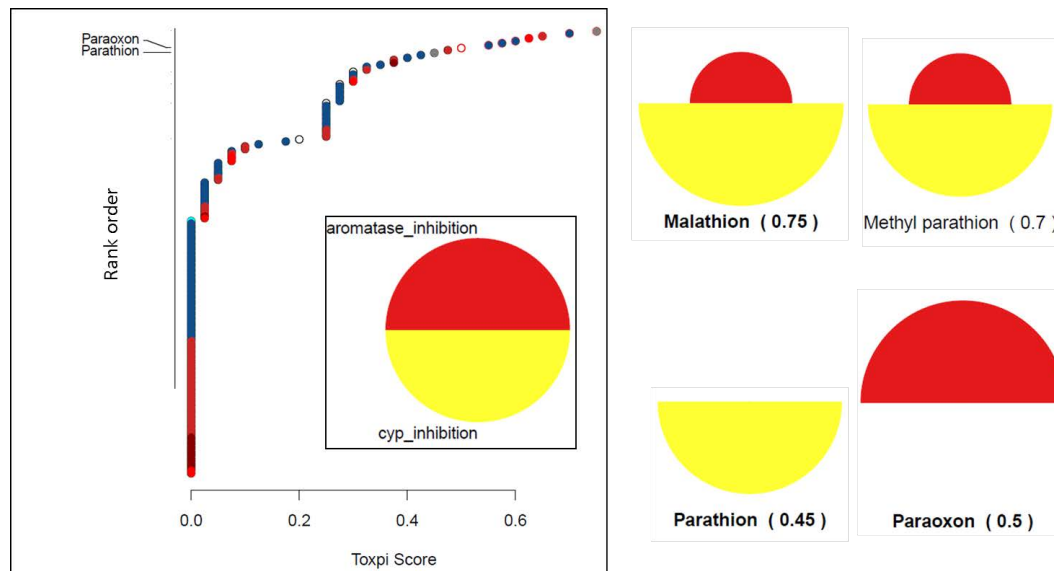 Paraoxon
Parathion
Rank order
aromatase_inhibition
cyp_inhibition
0.0 0.2 0.4 0.6
Toxpi Score
Malathion ( 0.75 )
Methyl parathion ( 0.7 )
Parathion ( 0.45 )
Paraoxon ( 0.5 )